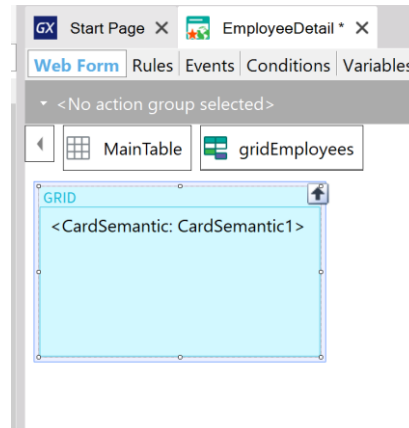 GX Start Page EmployeeDetail *
Web Form Rules Events Conditions Variables
<No action group selected>
MainTable gridEmployees
GRID
<CardSemantic: CardSemantic1>